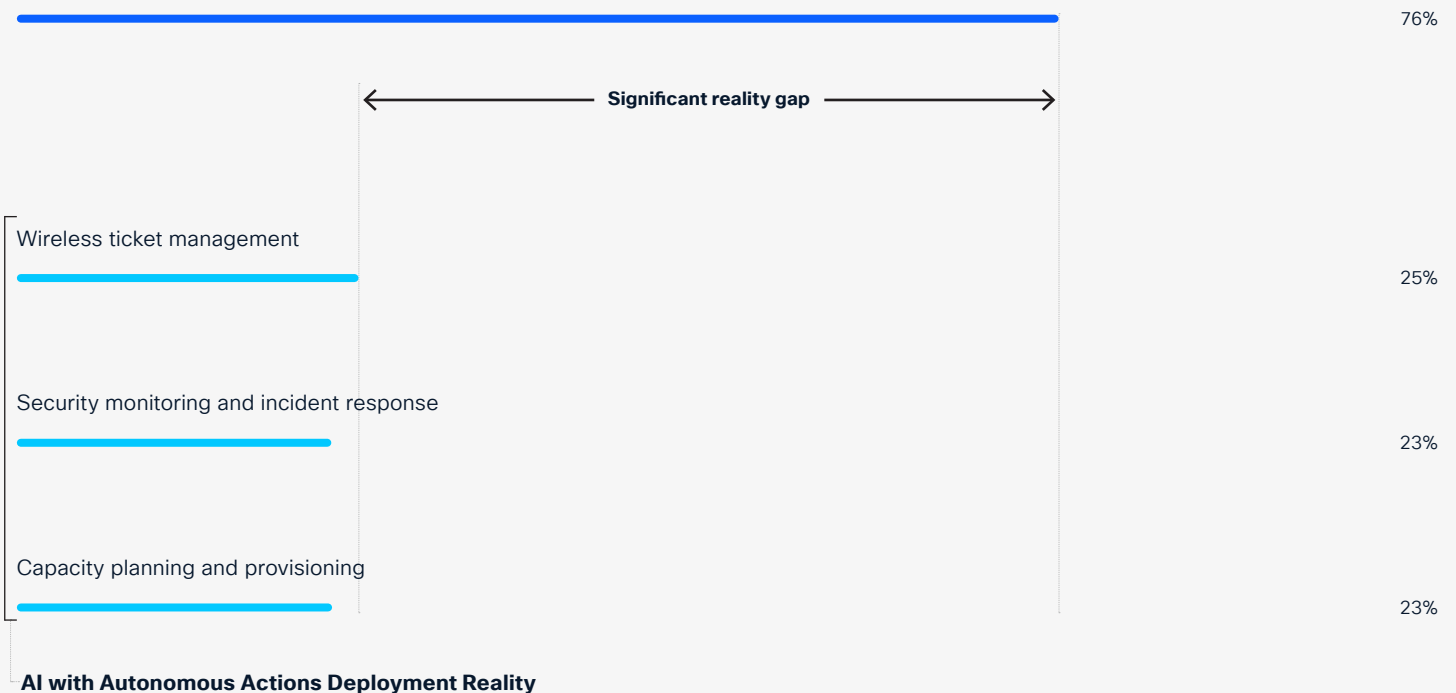 76%
Significant reality gap
Wireless ticket management
25%
Security monitoring and incident response
23%
Capacity planning and provisioning
23%
AI with Autonomous Actions Deployment Reality